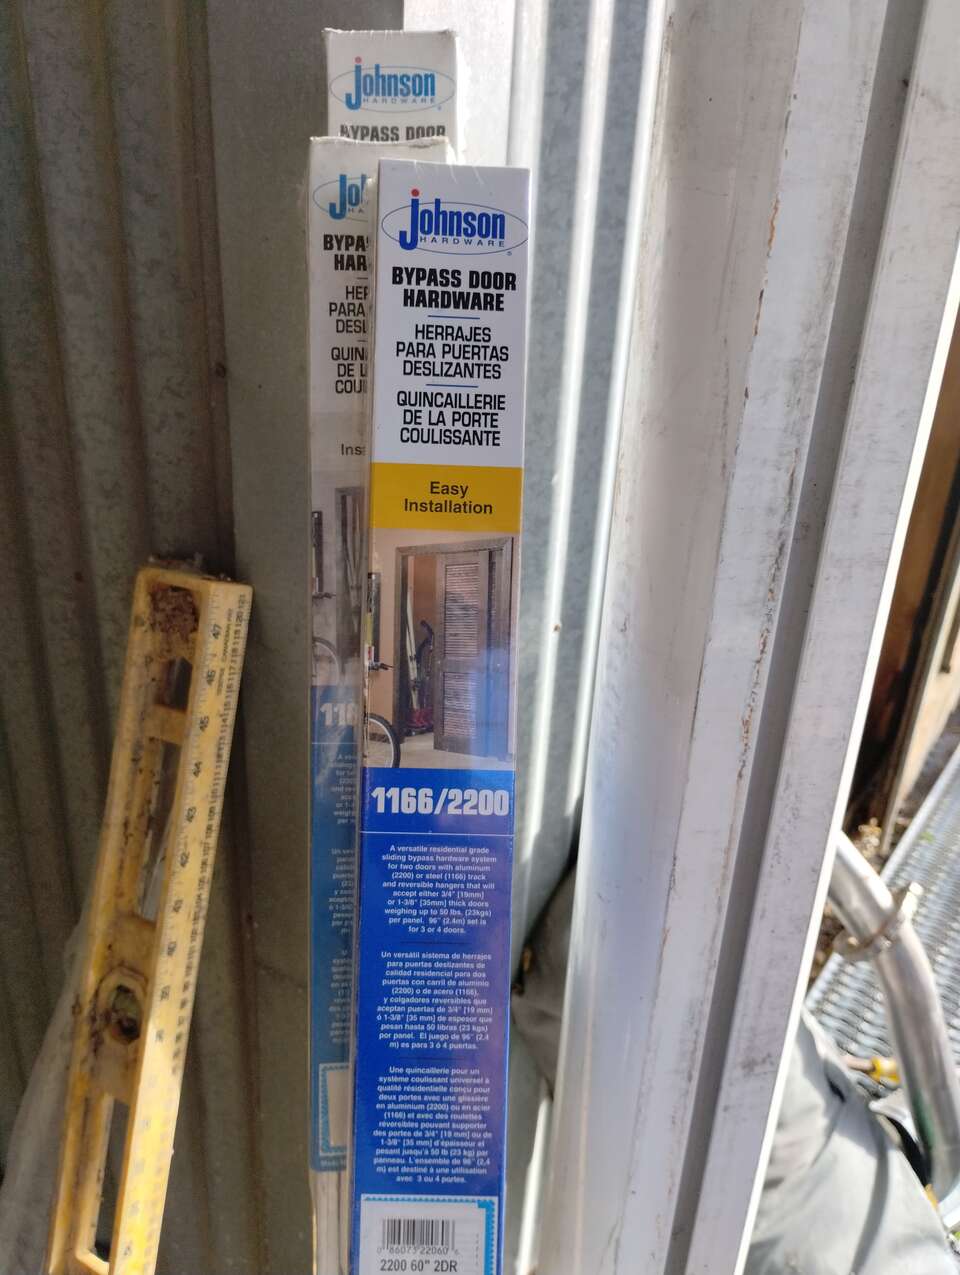 Johnson
HARDWARE
BYPASS DOOR
Johnson
HARDWARE
®
BYPASS DOOR
HARDWARE
HERRAJES
PARA PUERTAS
DESLIZANTES
QUINCAILLERIE
DE LA PORTE
COULISSANTE
Easy
Installation
1166/2200
A versatile residential grade
sliding bypass hardware system
for two doors with aluminum
(2200) or steel (1166) track
and reversible hangers that will
accept either 3/4" [19mm]
or 1-3/8" [35mm] thick doors
weighing up to 50 lbs. (23kgs)
per panel. 96" (2.4m) set is
for 3 or 4 doors.
Un versátil sistema de herrajes
para puertas deslizantes de
calidad residencial para dos
puertas con carril de aluminio
(2200) o de acero (1166),
y colgadores reversibles que
aceptan puertas de 3/4" [19 mm]
ó 1-3/8" [35 mm] de espesor que
pesan hasta 50 libras (23 kgs)
por panel. El juego de 96" (2,4
m) es para 3 ó 4 puertas.
Une quincaillerie pour un
système coulissant universel à
qualité résidentielle conçu pour
deux portes avec une glissière
en aluminium (2200) ou en acier
(1166) et avec des roulettes
réversibles pouvant supporter
des portes de 3/4" [19 mm] ou de
1-3/8" [35 mm] d'épaisseur et
pesant jusqu'à 50 lb (23 kg) par
panneau. L'ensemble de 96" (2,4
m) est destiné à une utilisation
avec 3 ou 4 portes.
0 86073 22060 6
2200 60" 2DR